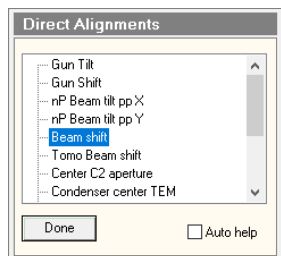 Direct Alignments
Gun Tilt
Gun Shift
nP Beam tilt pp X
nP Beam tilt pp Y
Beam shift
Tomo Beam shift
Center C2 aperture
Condenser center TEM
Done
Auto help